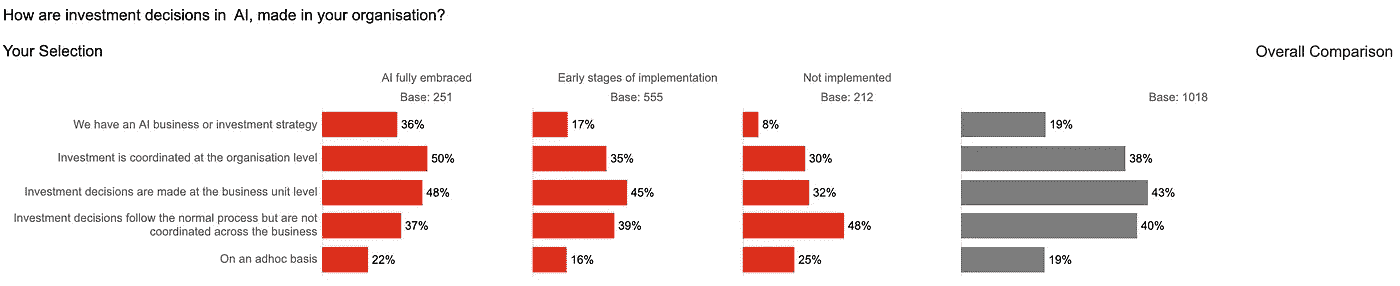 How are investment decisions in  AI, made in your organisation?
Your Selection
Overall Comparison
AI fully embraced
Early stages of implementation
Not implemented
Base: 251
Base: 555
Base: 212
Base: 1018
We have an AI business or investment strategy
36%
17%
8%
19%
Investment is coordinated at the organisation level
50%
35%
30%
38%
Investment decisions are made at the business unit level
48%
45%
32%
43%
Investment decisions follow the normal process but are not
coordinated across the business
37%
39%
48%
40%
On an adhoc basis
22%
16%
25%
19%